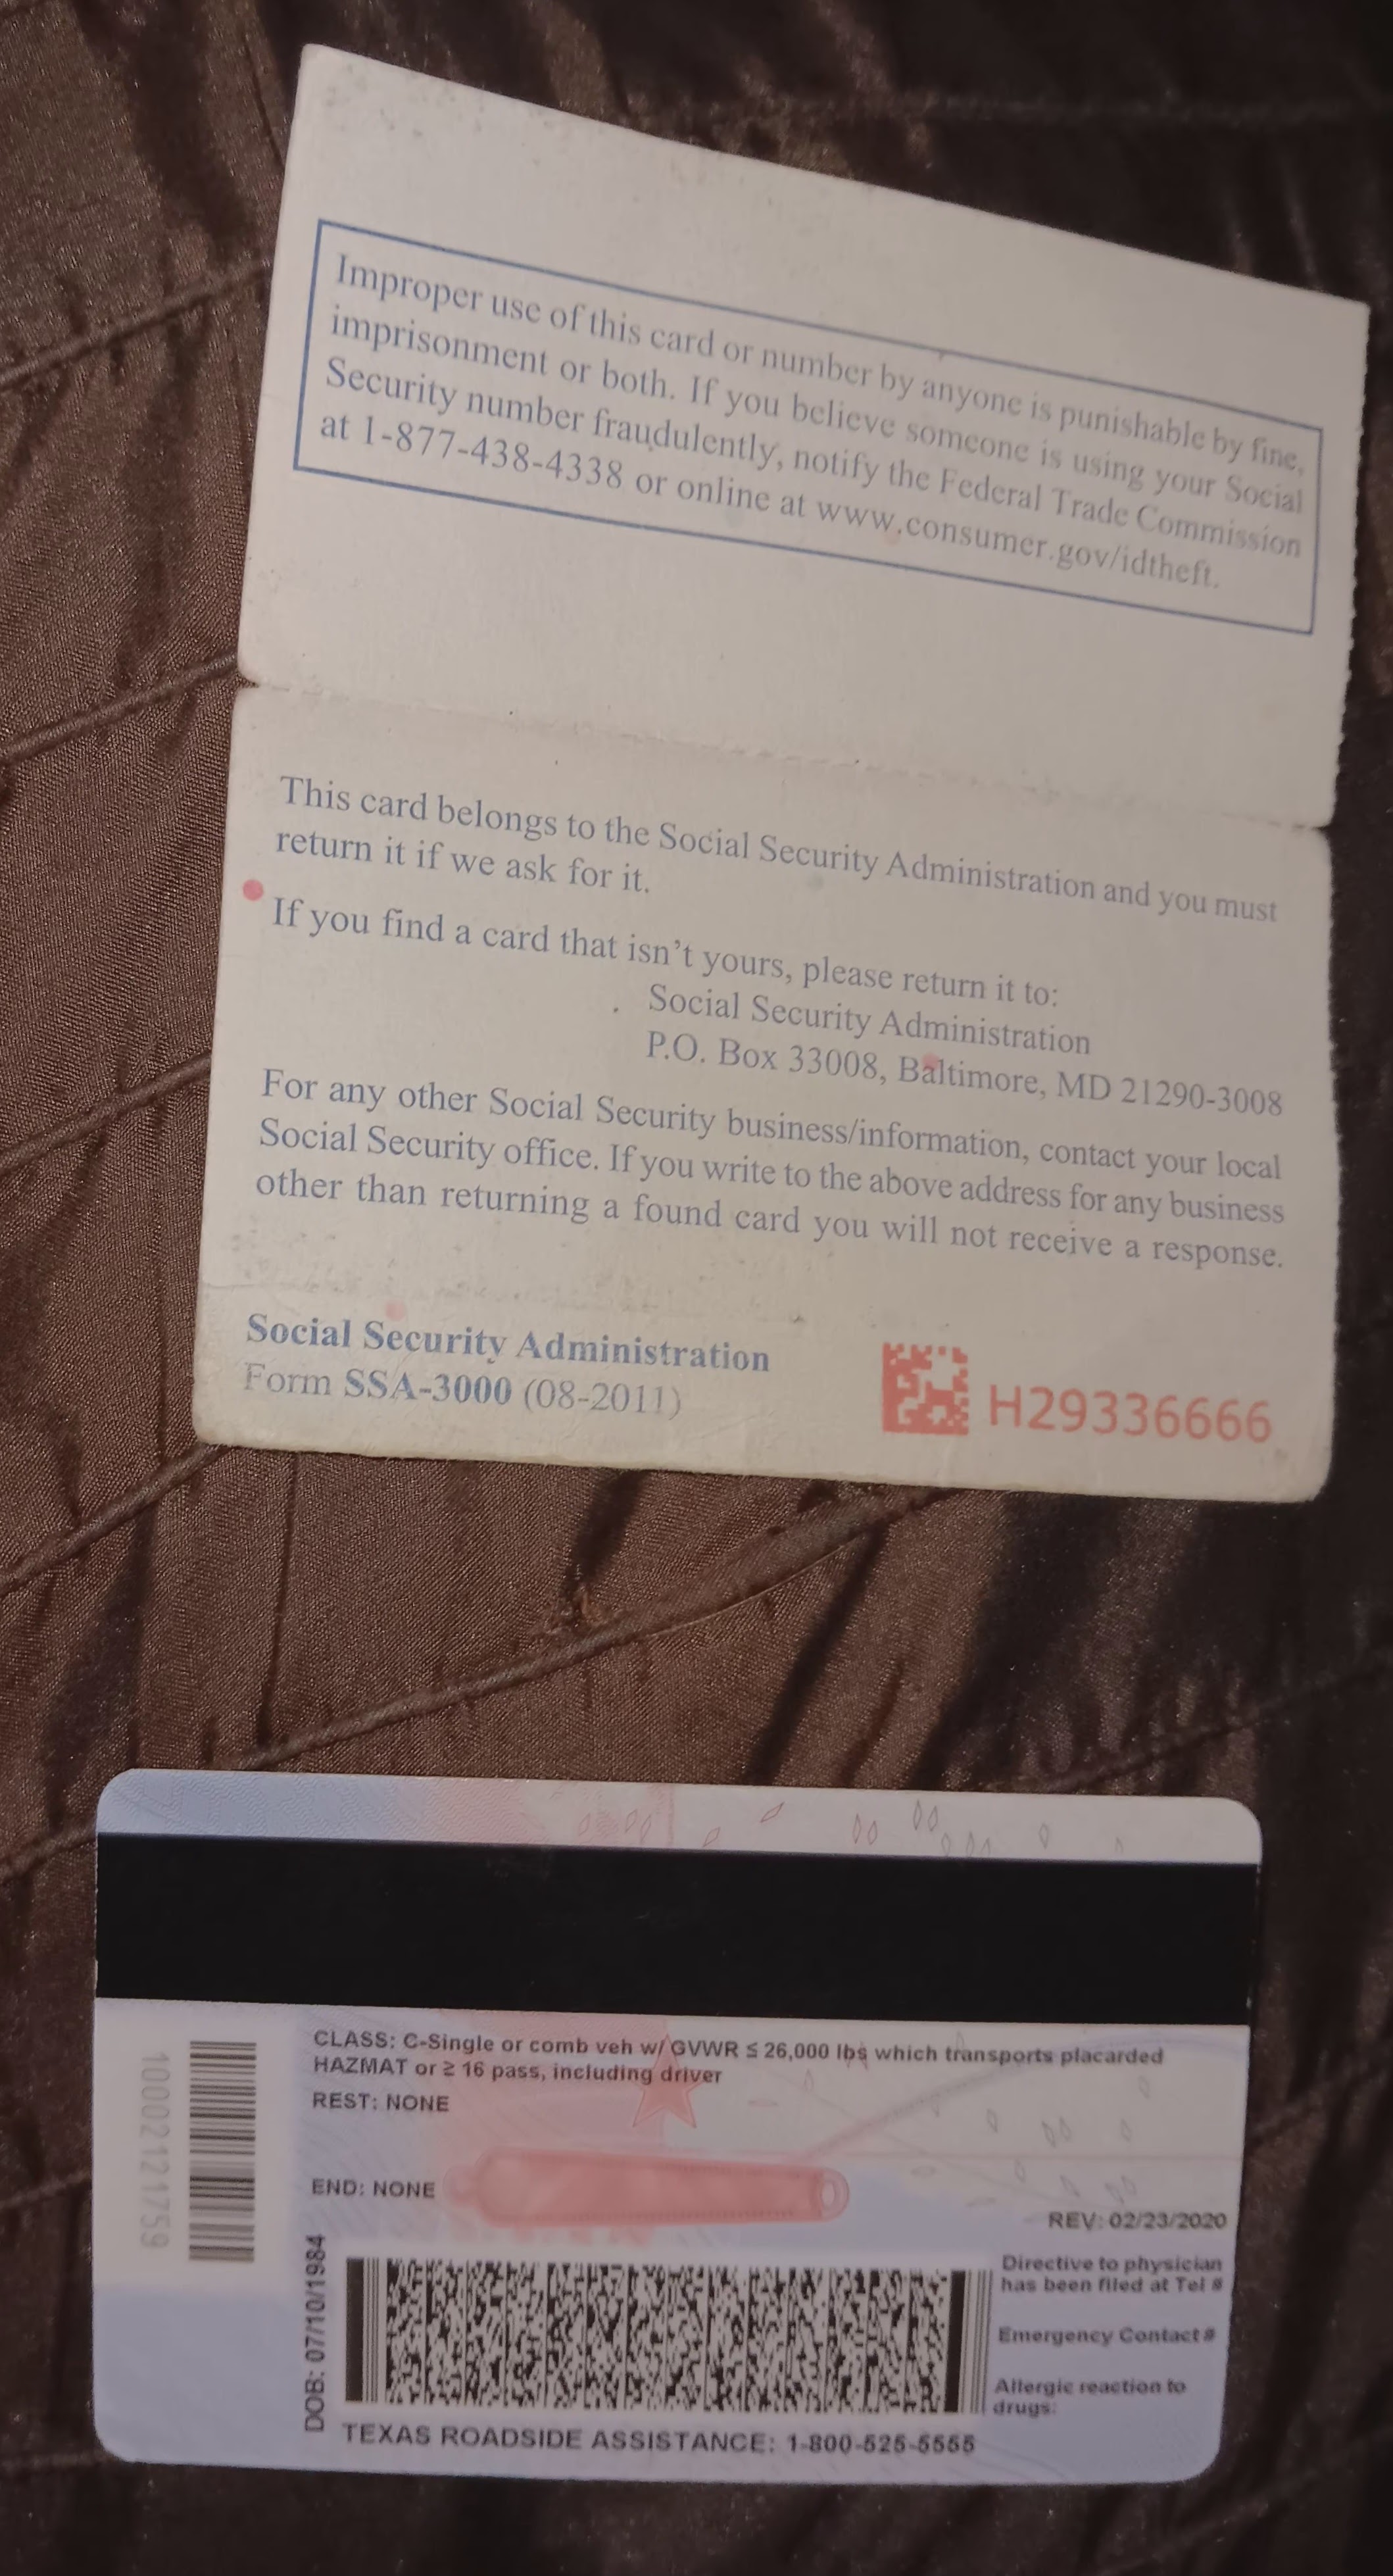 Improper use of this card or number by anyone is punishable by fine,
imprisonment or both. If you believe someone is using your Social
Security number fraudulently, notify the Federal Trade Commission
at 1-877-438-4338 or online at www.consumer.gov/idtheft.
This card belongs to the Social Security Administration and you must
return it if we ask for it.
If you find a card that isn't yours, please return it to:
Social Security Administration
P.O. Box 33008, Baltimore, MD 21290-3008
For any other Social Security business/information, contact your local
Social Security office. If you write to the above address for any business
other than returning a found card you will not receive a response.
Social Security Administration
Form SSA-3000 (08-2011)
H29336666
CLASS: C-Single or comb veh w/ GVWR ≤ 26,000 lbs which transports placarded
HAZMAT or ≥ 16 pass, including driver
REST: NONE
END: NONE
REV: 02/23/2020
10002121759
DOB: 07/10/1984
Directive to physician
has been filed at Tel #
Emergency Contact #
Allergic reaction to
drugs:
TEXAS ROADSIDE ASSISTANCE: 1-800-525-5555